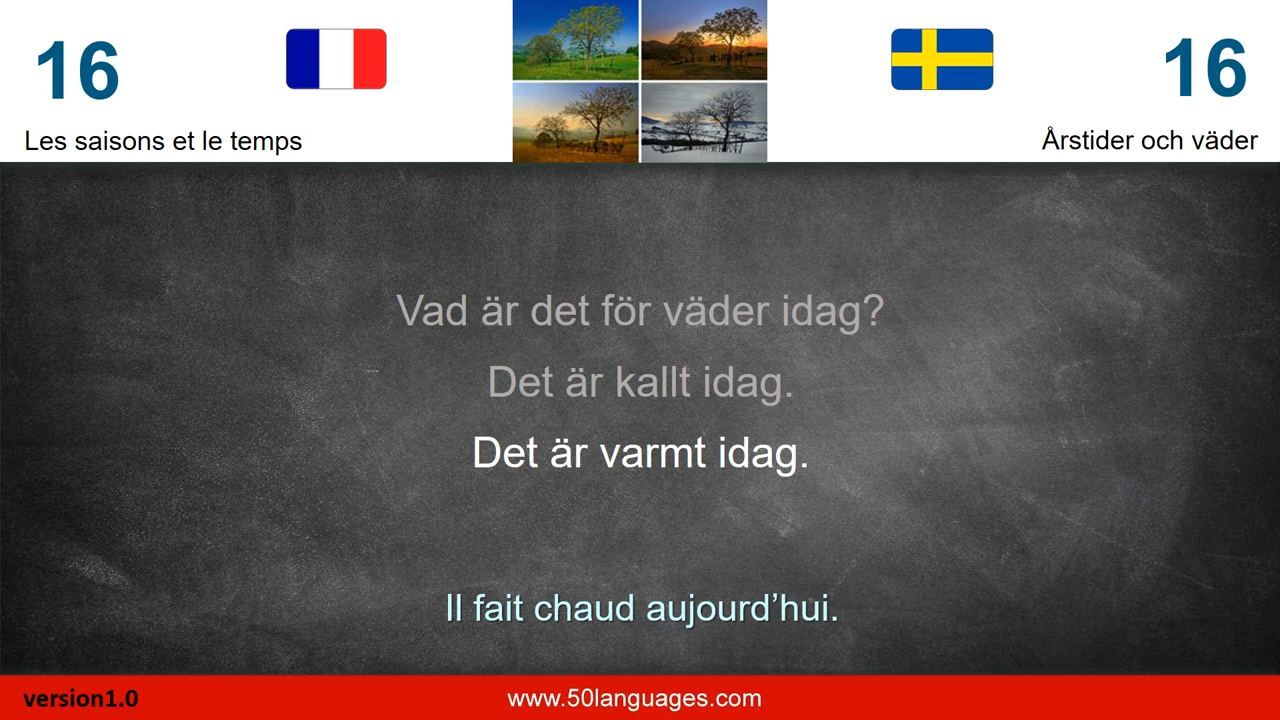 16
16
Les saisons et le temps
Årstider och väder
Vad är det för väder idag?
Det är kallt idag.
Det är varmt idag.
Il fait chaud aujourd’hui.
version1.0
www.50languages.com